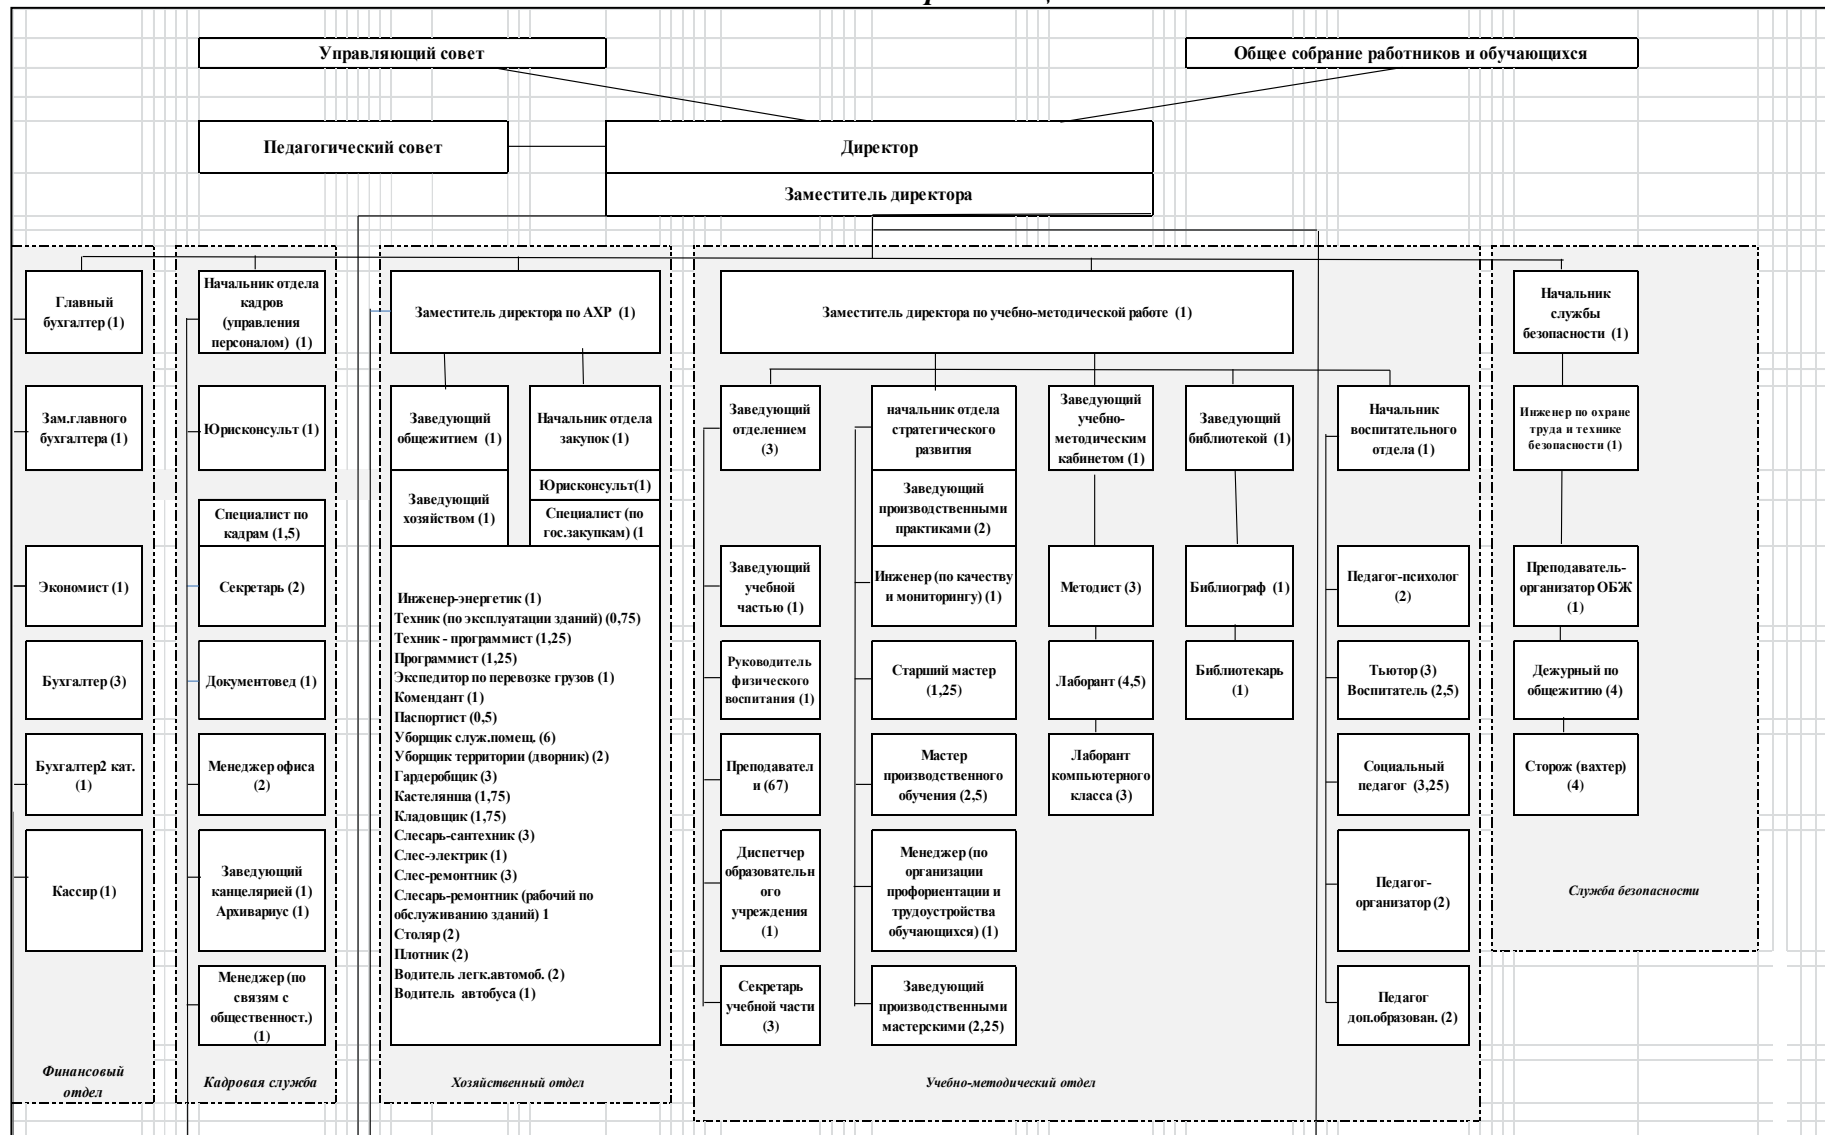 Управляющий совет
Общее собрание работников и обучающихся
Педагогический совет
Директор
Заместитель директора
Главный
бухгалтер (1)
Зам.главного
бухгалтера (1)
Экономист (1)
Бухгалтер (3)
Бухгалтер2 кат.
(1)
Кассир (1)
Финансовый
отдел
Начальник отдела
кадров
(управления
персоналом) (1)
Юрисконсульт (1)
Специалист по
кадрам (1,5)
Секретарь (2)
Документовед (1)
Менеджер офиса
(2)
Заведующий
канцелярией (1)
Архивариус (1)
Менеджер (по
связям с
общественност.)
(1)
Кадровая служба
Заместитель директора по АХР (1)
Заведующий
общежитием (1)
Заведующий
хозяйством (1)
Начальник отдела
закупок (1)
Юрисконсульт(1)
Специалист (по
гос.закупкам) (1
Инженер-энергетик (1)
Техник (по эксплуатации зданий) (0,75)
Техник - программист (1,25)
Программист (1,25)
Экспедитор по перевозке грузов (1)
Комендант (1)
Паспортист (0,5)
Уборщик служ.помещ. (6)
Уборщик территории (дворник) (2)
Гардеробщик (3)
Кастелянша (1,75)
Кладовщик (1,75)
Слесарь-сантехник (3)
Слес-электрик (1)
Слес-ремонтник (3)
Слесарь-ремонтник (рабочий по
обслуживанию зданий) 1
Столяр (2)
Плотник (2)
Водитель легк.автомоб. (2)
Водитель автобуса (1)
Хозяйственный отдел
Заместитель директора по учебно-методической работе (1)
Заведующий
отделением
(3)
Заведующий
учебной
частью (1)
Руководитель
физического
воспитания (1)
Преподавател
и (67)
Диспетчер
образовательн
ого
учреждения
(1)
Секретарь
учебной части
(3)
начальник отдела
стратегического
развития
Заведующий
производственными
практиками (2)
Инженер (по качеству
и мониторингу) (1)
Старший мастер
(1,25)
Мастер
производственного
обучения (2,5)
Менеджер (по
организации
профориентации и
трудоустройства
обучающихся) (1)
Заведующий
производственными
мастерскими (2,25)
Заведующий
учебно-
методическим
кабинетом (1)
Методист (3)
Лаборант (4,5)
Лаборант
компьютерного
класса (3)
Заведующий
библиотекой (1)
Библиограф (1)
Библиотекарь
(1)
Начальник
воспитательного
отдела (1)
Педагог-психолог
(2)
Тьютор (3)
Воспитатель (2,5)
Социальный
педагог (3,25)
Педагог-
организатор (2)
Педагог
доп.образован. (2)
Учебно-методический отдел
Начальник
службы
безопасности (1)
Инженер по охране
труда и технике
безопасности (1)
Преподаватель-
организатор ОБЖ
(1)
Дежурный по
общежитию (4)
Сторож (вахтер)
(4)
Служба безопасности